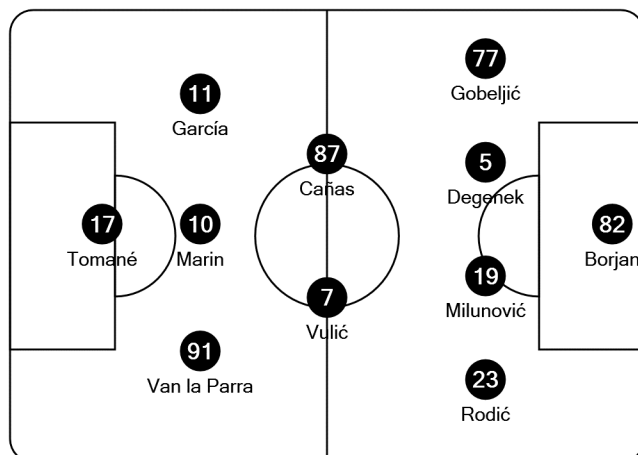 77
Gobeljić
11
García
87
Cañas
5
Degenek
17
Tomané
10
Marin
82
Borjan
19
Milunović
7
Vulić
91
Van la Parra
23
Rodić